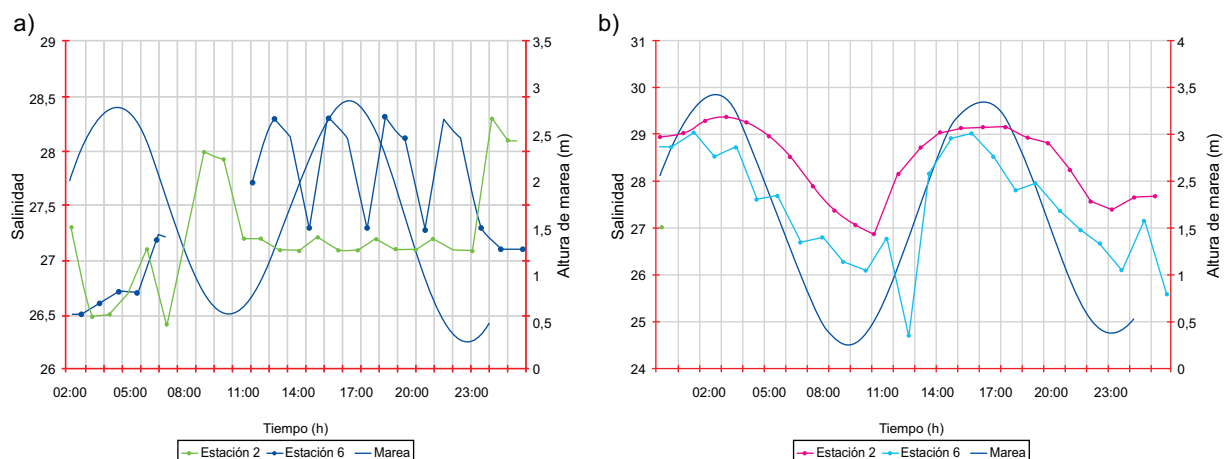 a)
29
28,5
28
27.5
27
26.5
26
Salinidad
3,5
3
2,5
2
1,5
1
0,5
0
Altura de marea (m)
02:00 05:00 08:00 11:00 14:00 17:00 20:00 23:00
Tiempo (h)
Estación 2 Estación 6 Marea
b)
31
30
29
28
27
26
25
24
Salinidad
4
3,5
3
2,5
2
1,5
1
0,5
0
Altura de marea (m)
02:00 05:00 08:00 11:00 14:00 17:00 20:00 23:00
Tiempo (h)
Estación 2 Estación 6 Marea